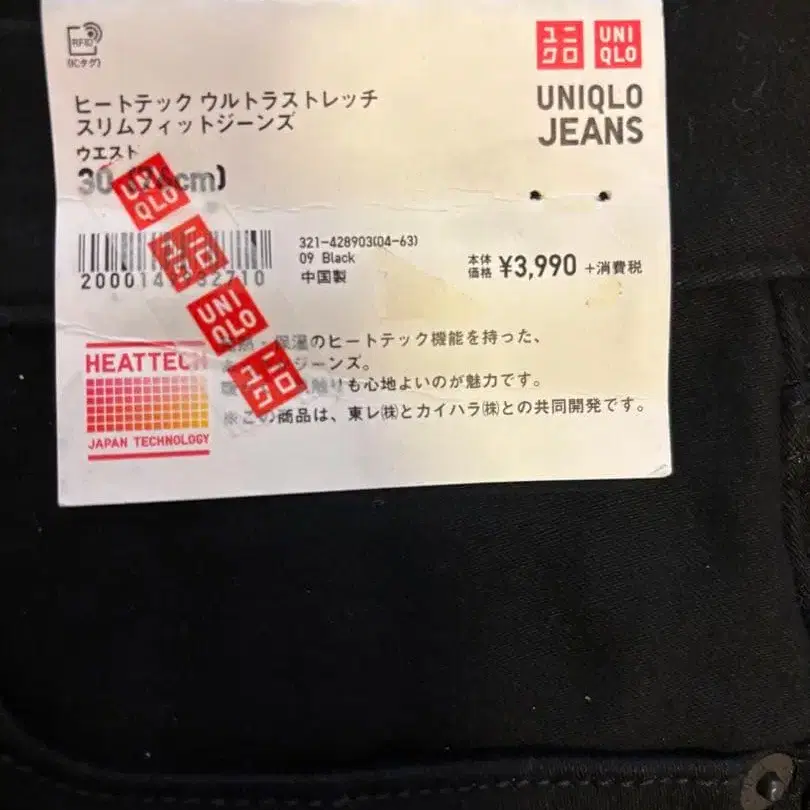 RFID
(ICタグ)
ユニクロ
UNIQLO
UNIQLO
JEANS
ヒートテック ウルトラストレッチ
スリムフィットジーンズ
ウエスト
30
cm)
UNIQLO
321-428903(04-63)
09 Black
中国製
本体価格 ¥3,990 +消費税
UNIQLO
ユニクロ
・保温のヒートテック機能を持った、
ジーンズ。
触りも心地よいのが魅力です。
※この商品は、東レ(株)とカイハラ(株)との共同開発です。
HEATTECH
JAPAN TECHNOLOGY